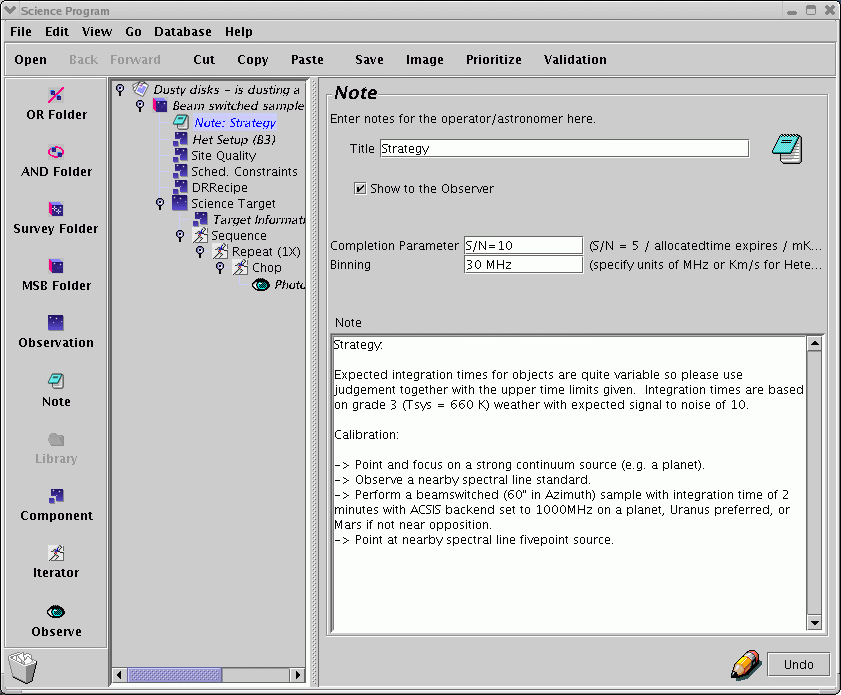 Science Program
File Edit View Go Database Help
Open Back Forward Cut Copy Paste Save Image Prioritize Validation
OR Folder
AND Folder
Survey Folder
MSB Folder
Observation
Note
Library
Component
Iterator
Observe
Dusty disks - is dusting a
Beam switched sample
Note: Strategy
Het Setup (B3)
Site Quality
Sched. Constraints
DRRecipe
Science Target
Target Informati
Sequence
Repeat (1X)
Chop
Photo
Note
Enter notes for the operator/astronomer here.
Title Strategy
Show to the Observer
Completion Parameter S/N=10 (S/N = 5 / allocatedtime expires / mK...
Binning 30 MHz (specify units of MHz or Km/s for Hete...
Note
Strategy:
Expected integration times for objects are quite variable so please use
judgement together with the upper time limits given. Integration times are based
on grade 3 (Tsys = 660 K) weather with expected signal to noise of 10.
Calibration:
-> Point and focus on a strong continuum source (e.g. a planet).
-> Observe a nearby spectral line standard.
-> Perform a beamswitched (60" in Azimuth) sample with integration time of 2
minutes with ACSIS backend set to 1000MHz on a planet, Uranus preferred, or
Mars if not near opposition.
-> Point at nearby spectral line fivepoint source.
Undo